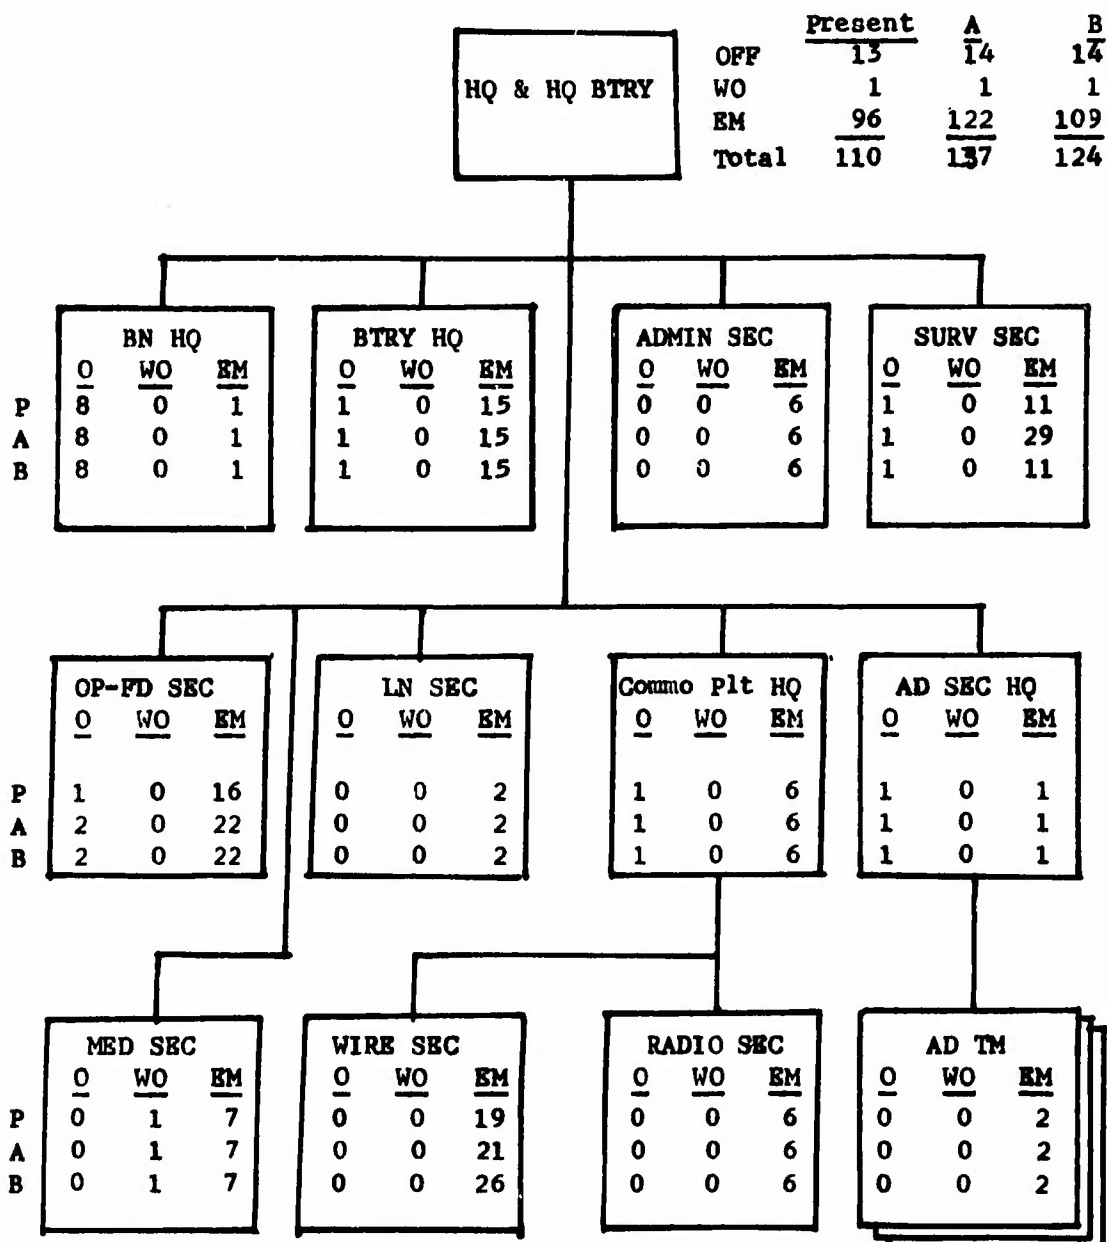 Present A B
OFF 13 14 14
WO 1 1 1
EM 96 122 109
Total 110 137 124
HQ & HQ BTRY
BN HQ BTRY HQ ADMIN SEC SURV SEC
O WO EM O WO EM O WO EM O WO EM
P 8 0 1 1 0 15 0 0 6 1 0 11
A 8 0 1 1 0 15 0 0 6 1 0 29
B 8 0 1 1 0 15 0 0 6 1 0 11
OP-FD SEC LN SEC Commo Plt HQ AD SEC HQ
O WO EM O WO EM O WO EM O WO EM
P 1 0 16 0 0 2 1 0 6 1 0 1
A 2 0 22 0 0 2 1 0 6 1 0 1
B 2 0 22 0 0 2 1 0 6 1 0 1
MED SEC WIRE SEC RADIO SEC AD TM
O WO EM O WO EM O WO EM O WO EM
P 0 1 7 0 0 19 0 0 6 0 0 2
A 0 1 7 0 0 21 0 0 6 0 0 2
B 0 1 7 0 0 26 0 0 6 0 0 2